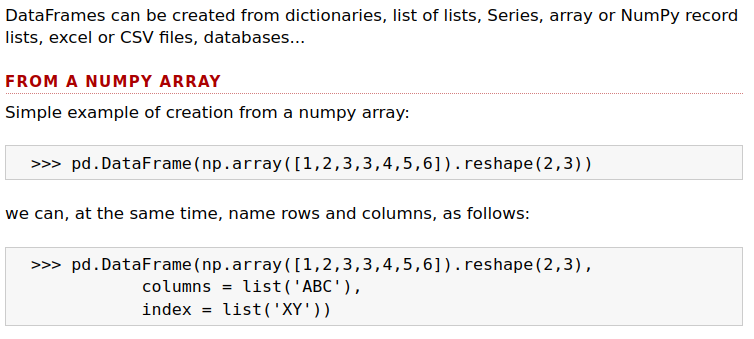 DataFrames can be created from dictionaries, list of lists, Series, array or NumPy record
lists, excel or CSV files, databases...
FROM A NUMPY ARRAY
Simple example of creation from a numpy array:
>>> pd.DataFrame(np.array([1,2,3,3,4,5,6]).reshape(2,3))
we can, at the same time, name rows and columns, as follows:
>>> pd.DataFrame(np.array([1,2,3,3,4,5,6]).reshape(2,3),
columns = list('ABC'),
index = list('XY'))